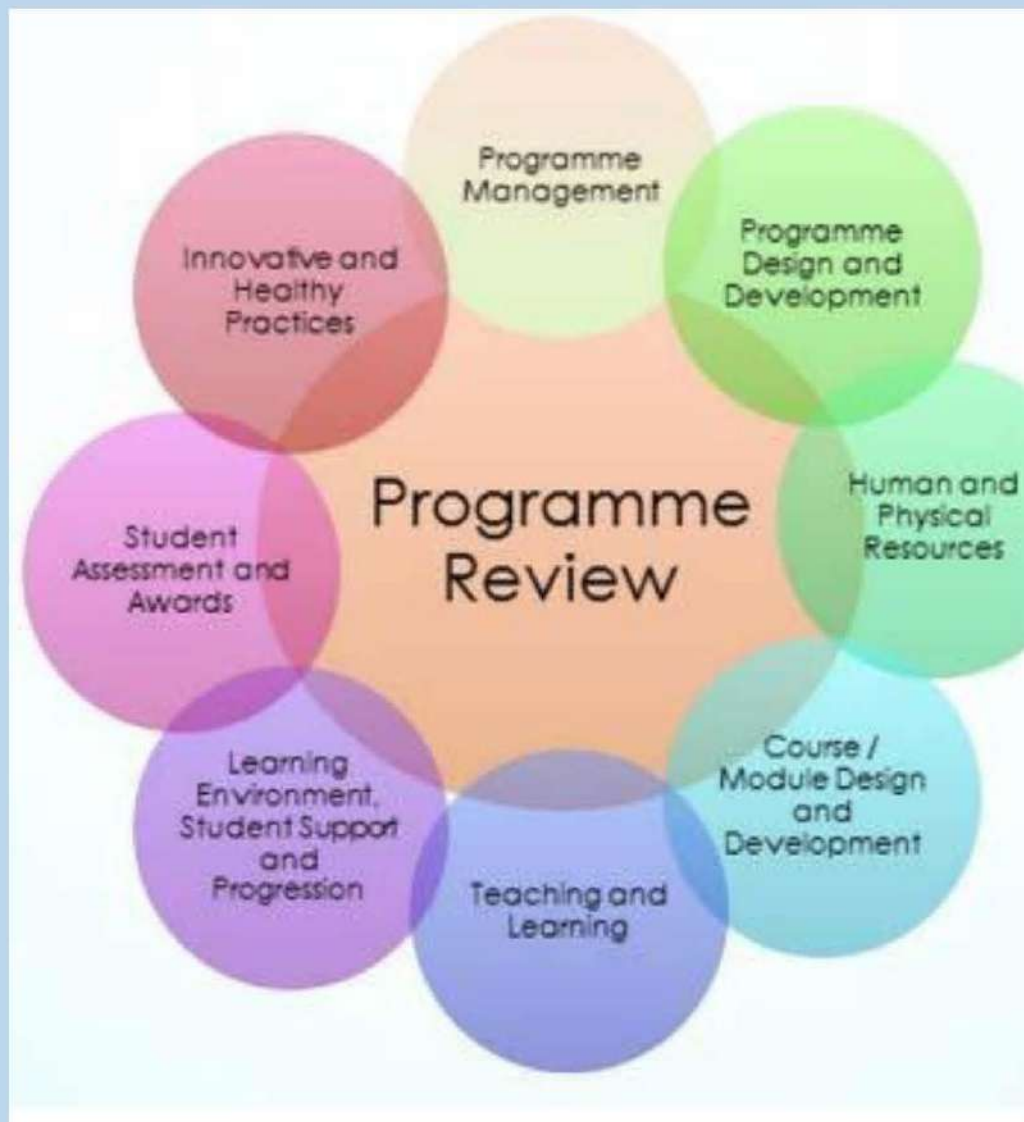 Programme
Management
Programme
Design and
Development
Human and
Physical
Resources
Course /
Module Design
and
Development
Teaching and
Learning
Learning
Environment,
Student Support
and
Progression
Student
Assessment and
Awards
Innovative and
Healthy
Practices
Programme
Review